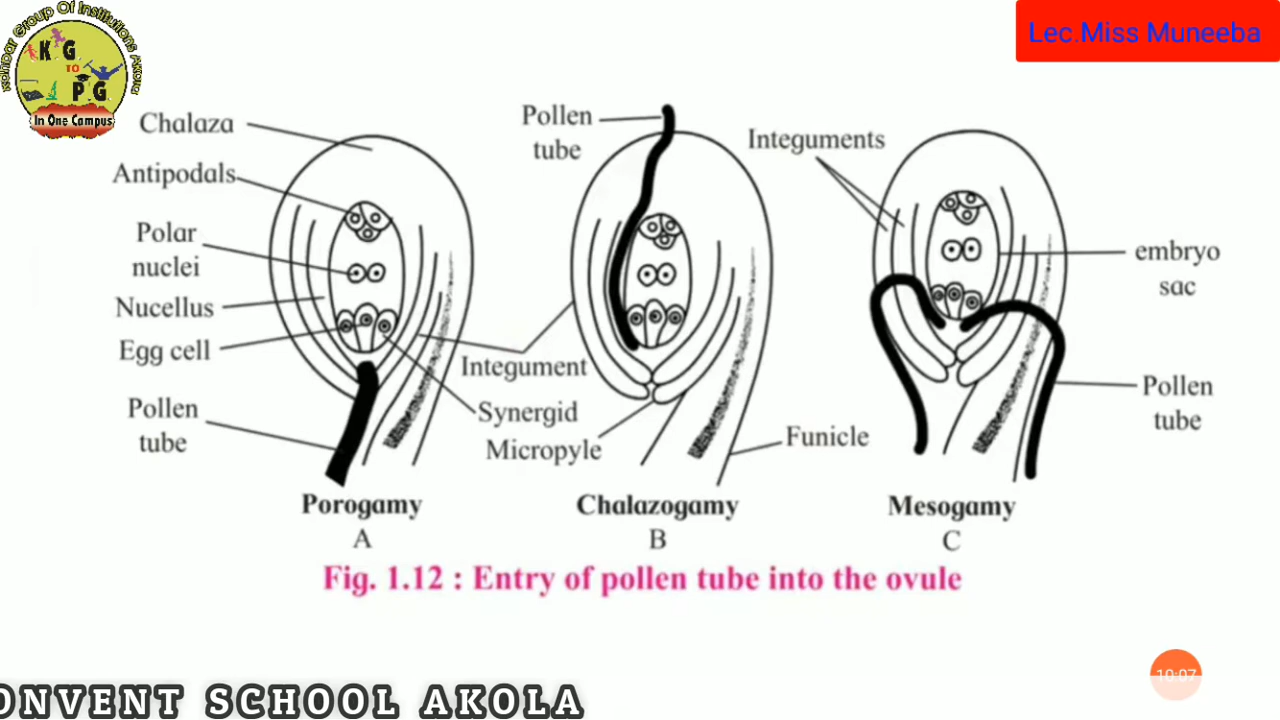 Rahbar Group Of Institutions Akola
K G
TO
P G
In One Campus
Lec.Miss Muneeba
Chalaza
Antipodals
Polar
nuclei
Nucellus
Egg cell
Pollen
tube
Pollen
tube
Integuments
embryo
sac
Integument
Synergid
Micropyle
Funicle
Pollen
tube
Porogamy
Chalazogamy
Mesogamy
A
B
C
Fig. 1.12 : Entry of pollen tube into the ovule
10:07
ONVENT SCHOOL AKOLA